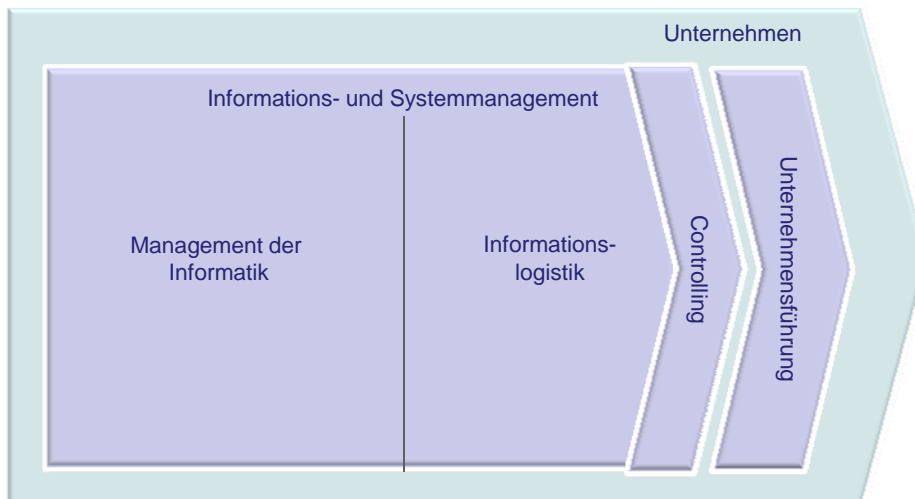 Unternehmen
Informations- und Systemmanagement
Management der
Informatik
Informations-
logistik
Controlling
Unternehmensführung